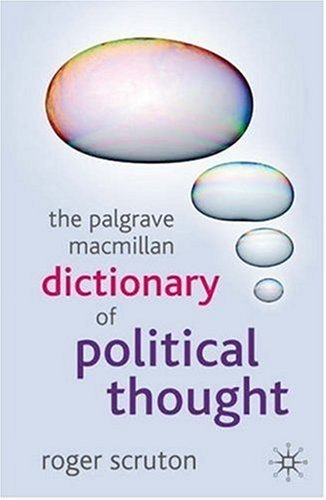 the palgrave
macmillan
dictionary
of
political
thought
roger scruton